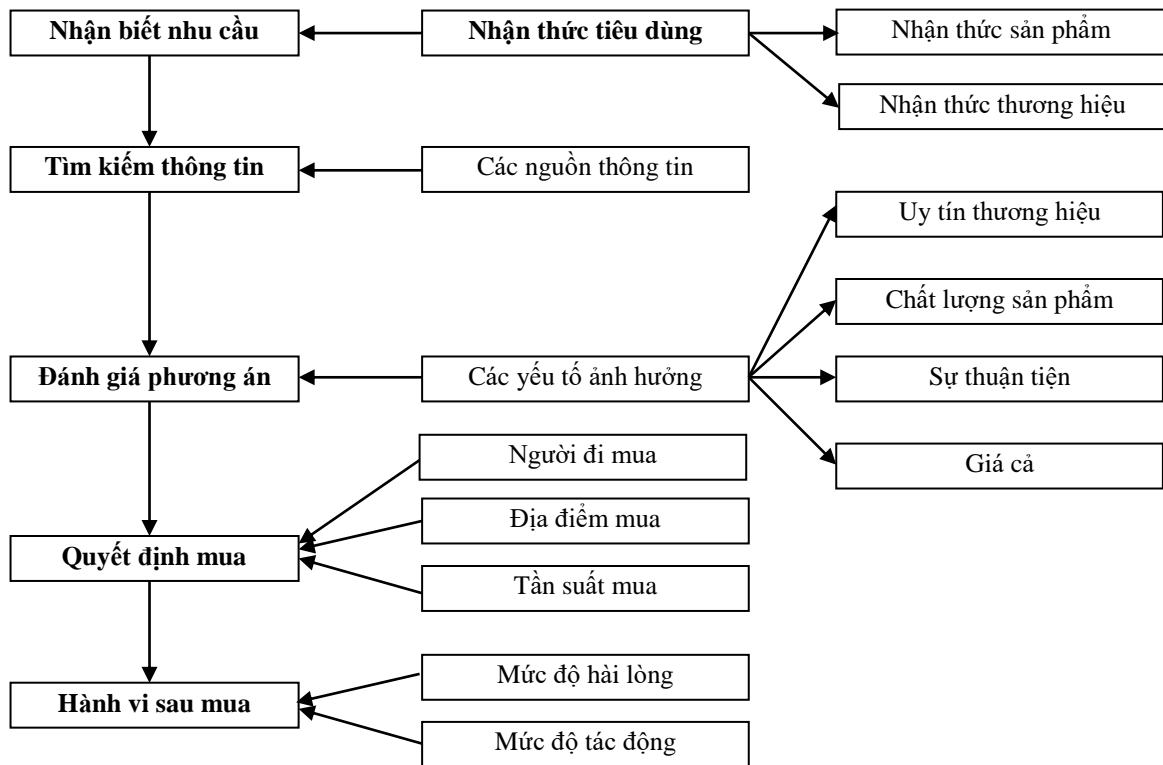 Nhận biết nhu cầu
Nhận thức tiêu dùng
Nhận thức sản phẩm
Nhận thức thương hiệu
Tìm kiếm thông tin
Các nguồn thông tin
Uy tín thương hiệu
Chất lượng sản phẩm
Đánh giá phương án
Các yếu tố ảnh hưởng
Sự thuận tiện
Người đi mua
Giá cả
Địa điểm mua
Quyết định mua
Tần suất mua
Mức độ hài lòng
Hành vi sau mua
Mức độ tác động